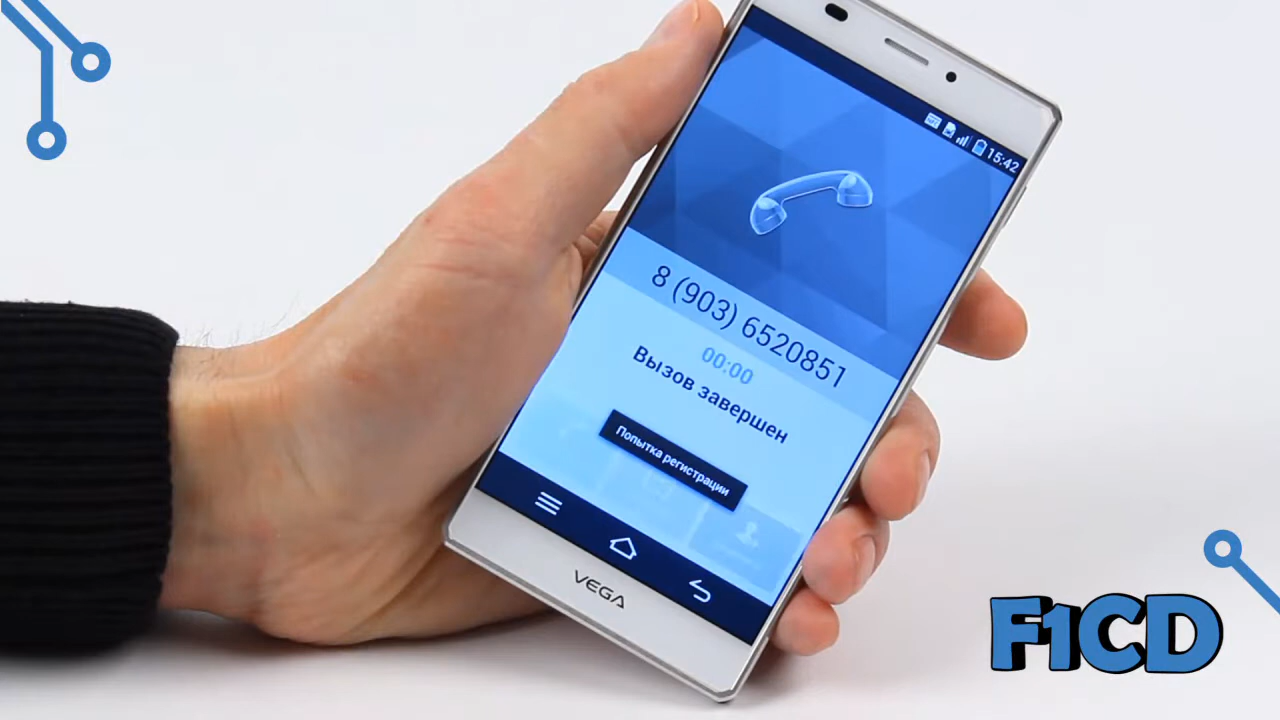 15:42
8 (903) 6520851
00:00
Вызов завершен
Попытка регистрации
VEGA
F1CD